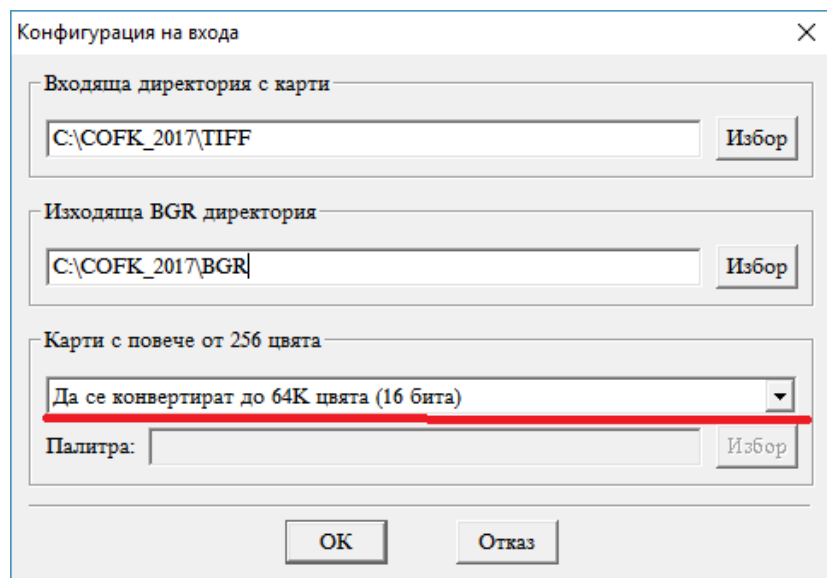 Конфигурация на входа
Входяща директория с карти
C:\COFK_2017\TIFF
Избор
Изходяща BGR директория
C:\COFK_2017\BGR
Избор
Карти с повече от 256 цвята
Да се конвертират до 64K цвята (16 бита)
Палитра:
Избор
OK
Отказ